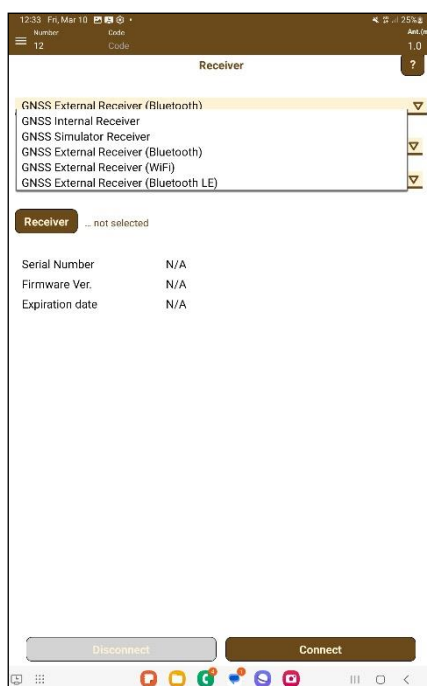 12:33 Fri, Mar 10 25%
Number Code Ant.(m
12 Code 1.0
Receiver ?
GNSS External Receiver (Bluetooth)
GNSS Internal Receiver
GNSS Simulator Receiver
GNSS External Receiver (Bluetooth)
GNSS External Receiver (WiFi)
GNSS External Receiver (Bluetooth LE)
Receiver ... not selected
Serial Number N/A
Firmware Ver. N/A
Expiration date N/A
Disconnect Connect